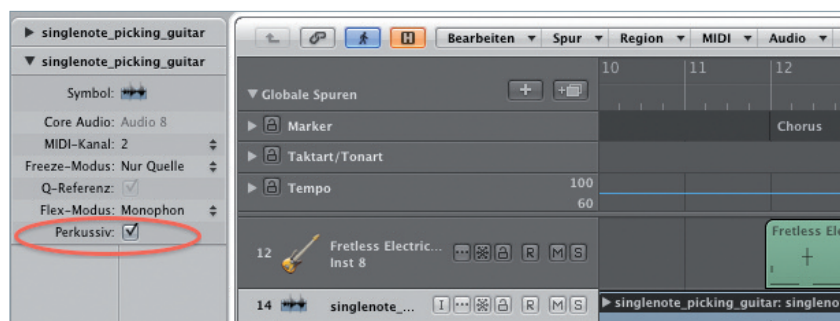 singlenote_picking_guitar
singlenote_picking_guitar
Symbol:
Core Audio: Audio 8
MIDI-Kanal: 2
Freeze-Modus: Nur Quelle
Q-Referenz:
Flex-Modus: Monophon
Perkussiv:
H Bearbeiten Spur Region MIDI Audio
10 11 12
Globale Spuren
Marker Chorus
Taktart/Tonart
Tempo 100
60
12 Fretless Electric... R M S Fretless Ele
Inst 8
14 singlenote_... I R M S singlenote_picking_guitar: singleno